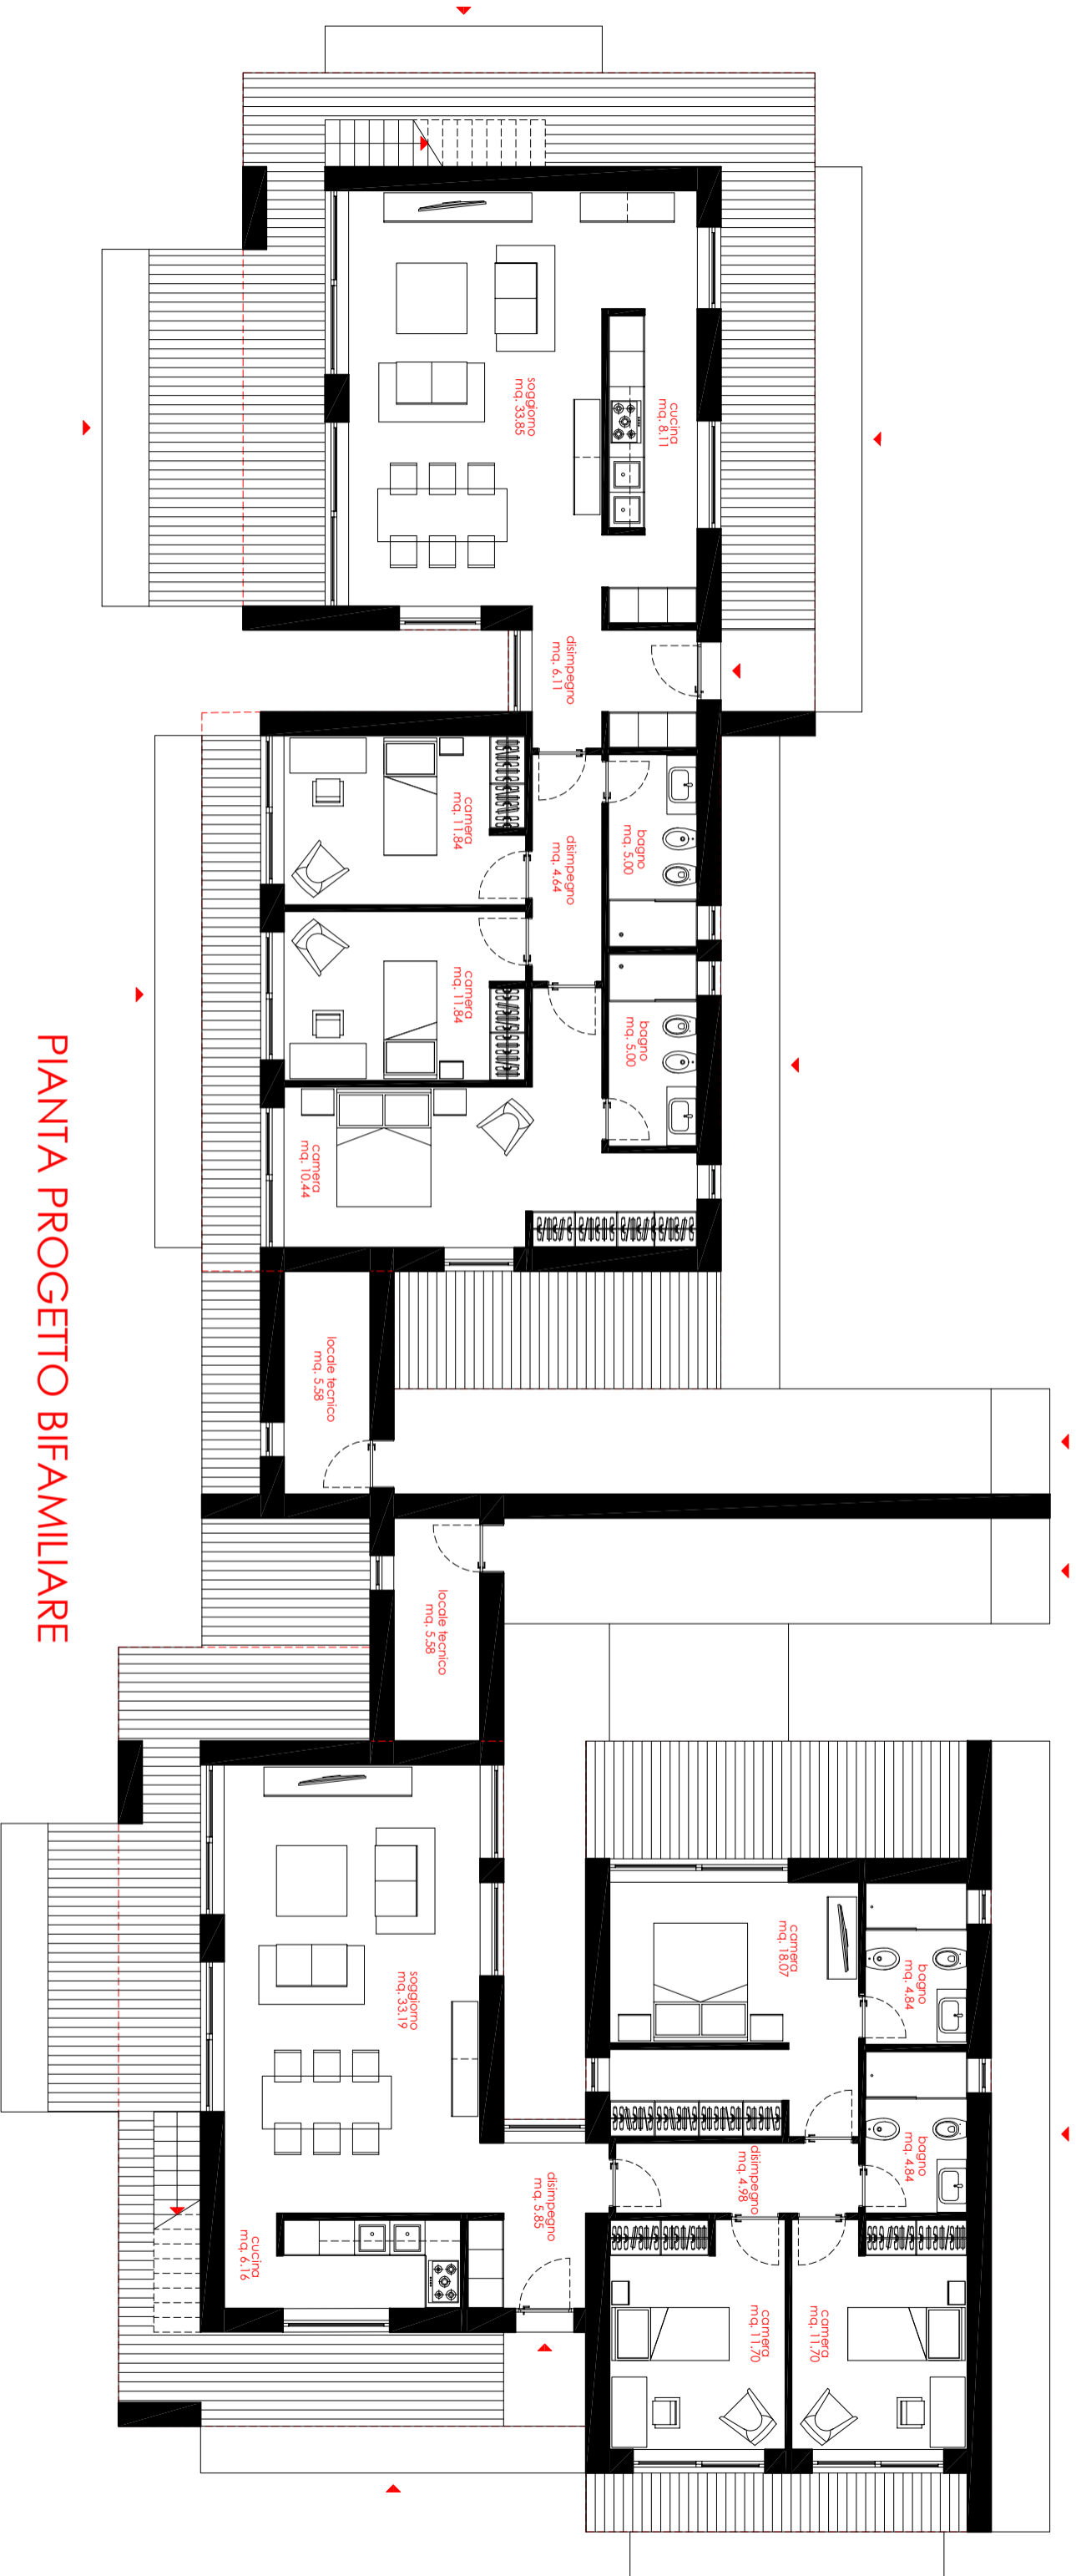 cucina
mq. 8.11
soggiorno
mq. 33.85
disimpegno
mq. 6.11
bagno
mq. 5.00
disimpegno
mq. 4.64
camera
mq. 11.84
bagno
mq. 5.00
camera
mq. 11.84
camera
mq. 10.44
locale tecnico
mq. 5.58
locale tecnico
mq. 5.58
bagno
mq. 4.84
camera
mq. 18.07
soggiorno
mq. 33.19
bagno
mq. 4.84
disimpegno
mq. 4.98
disimpegno
mq. 5.85
cucina
mq. 6.16
camera
mq. 11.70
camera
mq. 11.70
PIANTA PROGETTO BIFAMILIARE